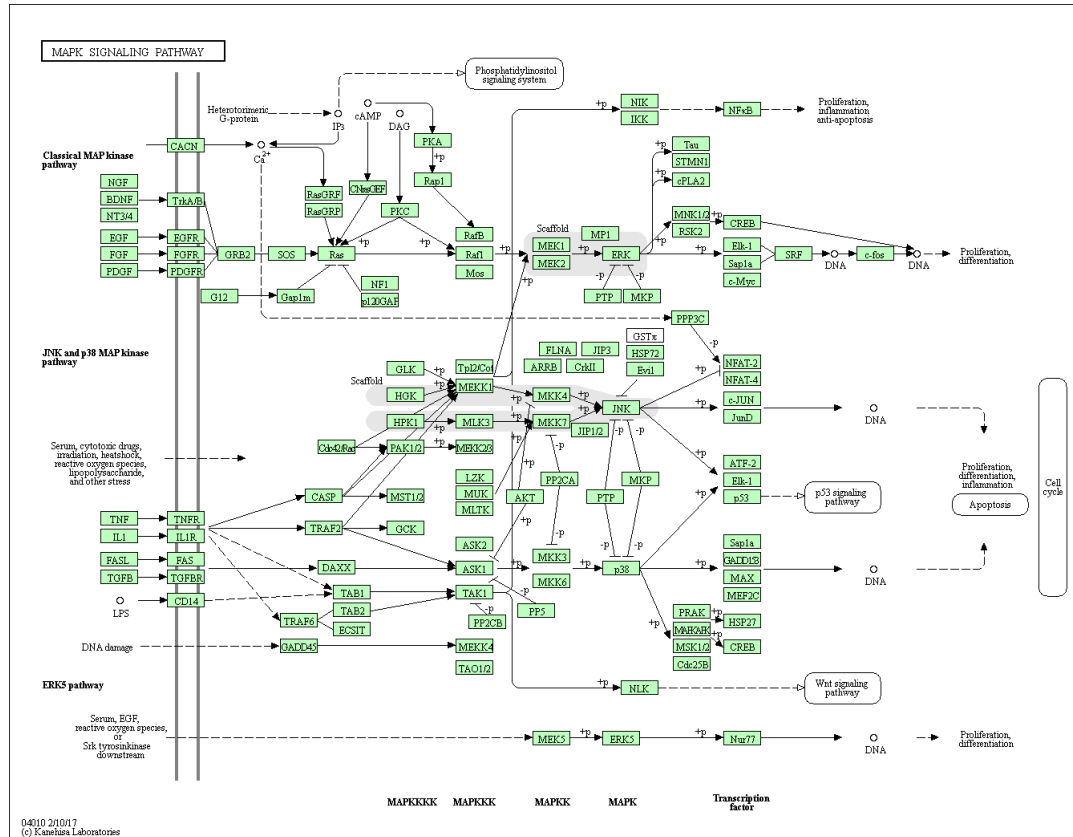 MAPK SIGNALING PATHWAY
Phosphatidylinositol
signaling system
Heterotorimeric
G-protein
IP3
cAMP
DAG
NIK
IKK
+p
NFκB
Proliferation,
inflammation
anti-apoptosis
CACN
Ca2+
PKA
+p
Tau
STMN1
cPLA2
+p
Classical MAP kinase
pathway
NGF
BDNF
NT3/4
TrkA/B
RasGRF
RasGRP
CNrasGEF
PKC
Rap1
RafB
Scaffold
MP1
MNK1/2
RSK2
+p
CREB
EGF
EGFR
FGF
FGFR
PDGF
PDGFR
GRB2
SOS
Ras
+p
Raf1
Mos
+p
MEK1
MEK2
+p
ERK
+p
Elk-1
Sap1a
c-Myc
SRF
DNA
c-fos
DNA
Proliferation,
differentiation
G12
Gap1m
NF1
p120GAP
-p
-p
PTP
MKP
PPP3C
-p
JNK and p38 MAP kinase
pathway
GSTπ
HSP72
Evi1
FLNA
JIP3
ARRB
CrkII
NFAT-2
NFAT-4
c-JUN
JunD
+p
+p
GLK
HGK
HPK1
Scaffold
+p
+p
+p
Tpl2/Cot
MEKK1
MLK3
+p
+p
MKK4
MKK7
+p
+p
JIP1/2
JNK
DNA
Cell
cycle
Serum, cytotoxic drugs,
irradiation, heatshock,
reactive oxygen species,
lipopolysaccharide,
and other stress
Cdc42/Rac
PAK1/2
+p
MEKK2/3
LZK
MUK
MLTK
+p
AKT
+p
-p
PP2CA
-p
-p
-p
PTP
MKP
-p
-p
+p
+p
ATF-2
Elk-1
p53
p53 signaling
pathway
Proliferation,
differentiation,
inflammation
Apoptosis
CASP
MST1/2
TNF
TNFR
IL1
IL1R
TRAF2
GCK
ASK2
MKK3
MKK6
Sap1a
GADD153
MAX
MEF2C
FASL
FAS
TGFB
TGFBR
DAXX
ASK1
+p
+p
p38
+p
DNA
LPS
CD14
TAB1
TAB2
ECSIT
TRAF6
TAK1
-p
-p
PP2CB
PP5
+p
PRAK
MAPKAPK
MSK1/2
Cdc25B
+p
+p
HSP27
CREB
DNA damage
GADD45
MEKK4
TAO1/2
ERK5 pathway
+p
NLK
Wnt signaling
pathway
Serum, EGF,
reactive oxygen species,
or
Srk tyrosinkinase
downstream
MEK5
+p
ERK5
+p
Nur77
DNA
Proliferation,
differentiation
MAPKKKK
MAPKKK
MAPKK
MAPK
Transcription
factor
04010 2/10/17
(c) Kanehisa Laboratories